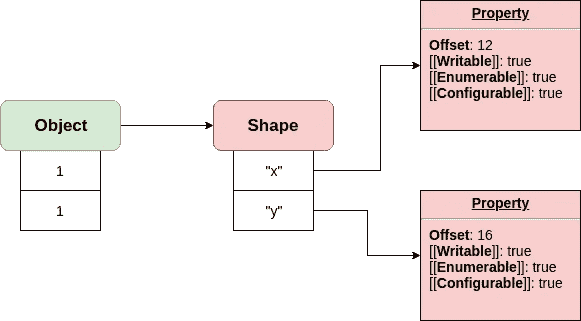 Property
Offset: 12
[[Writable]]: true
[[Enumerable]]: true
[[Configurable]]: true
Object
Shape
1
"x"
1
"y"
Property
Offset: 16
[[Writable]]: true
[[Enumerable]]: true
[[Configurable]]: true